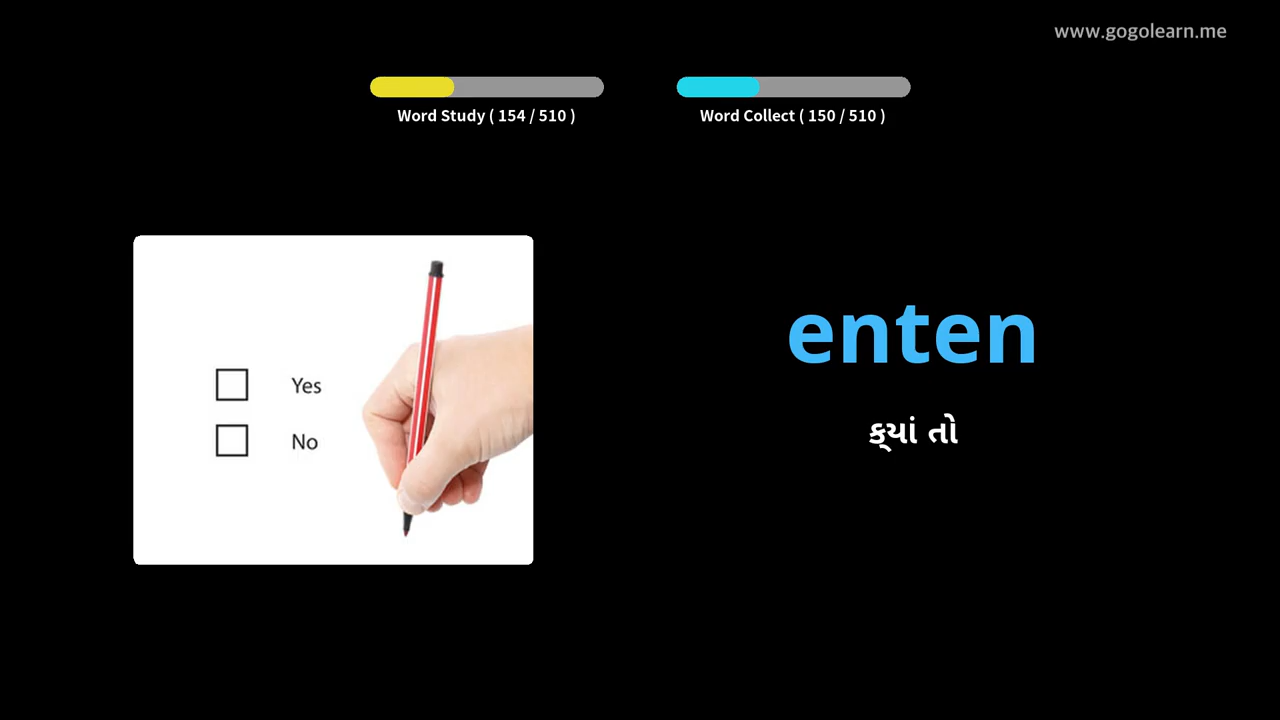 www.gogolearn.me
Word Study ( 154 / 510 )
Word Collect ( 150 / 510 )
Yes
No
enten
ક્યાં તો